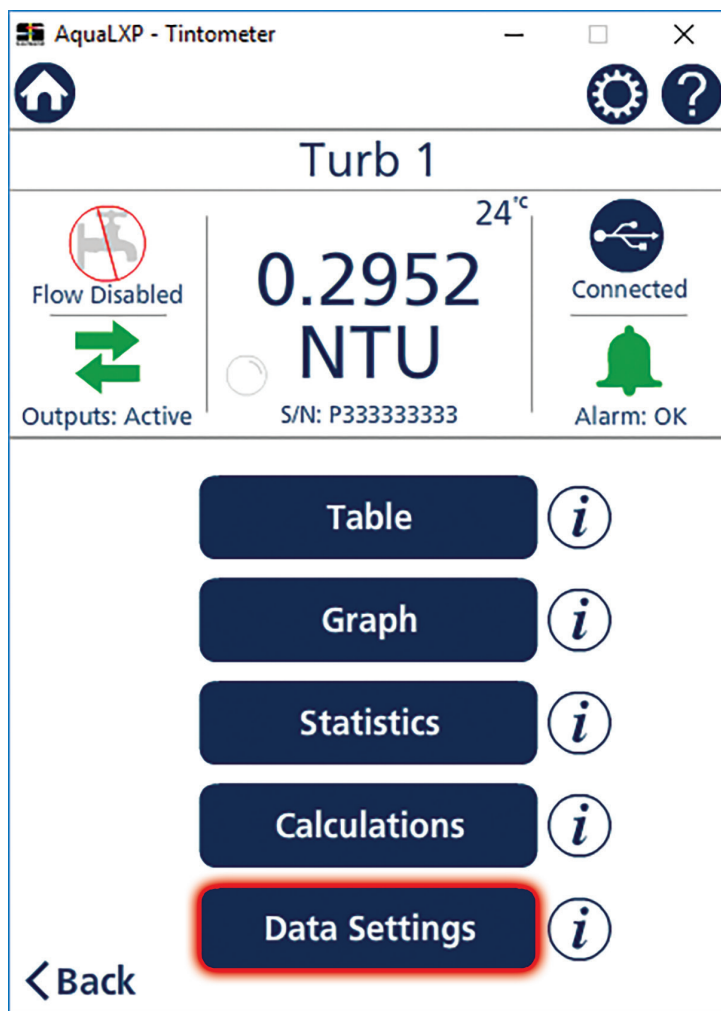 AquaLXP - Tintometer
?
Turb 1
24°C
0.2952
NTU
S/N: P333333333
Flow Disabled
Outputs: Active
Connected
Alarm: OK
Table i
Graph i
Statistics i
Calculations i
Data Settings i
Back